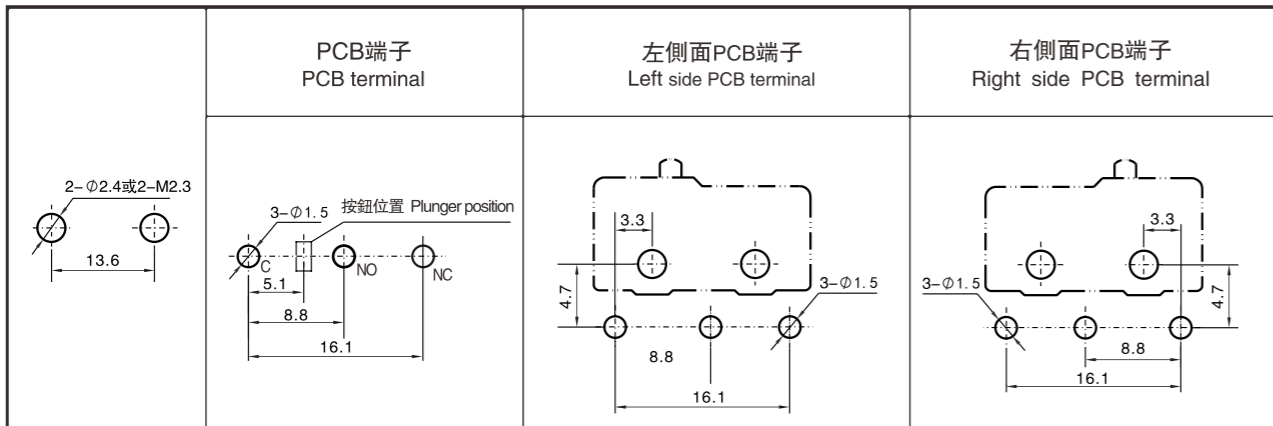 PCB端子
PCB terminal
左側面PCB端子
Left side PCB terminal
右側面PCB端子
Right side PCB terminal
2-Φ2.4或2-M2.3
13.6
3-Φ1.5
按鈕位置 Plunger position
C
NO
NC
5.1
8.8
16.1
3.3
4.7
3-Φ1.5
8.8
16.1
3.3
3-Φ1.5
4.7
8.8
16.1